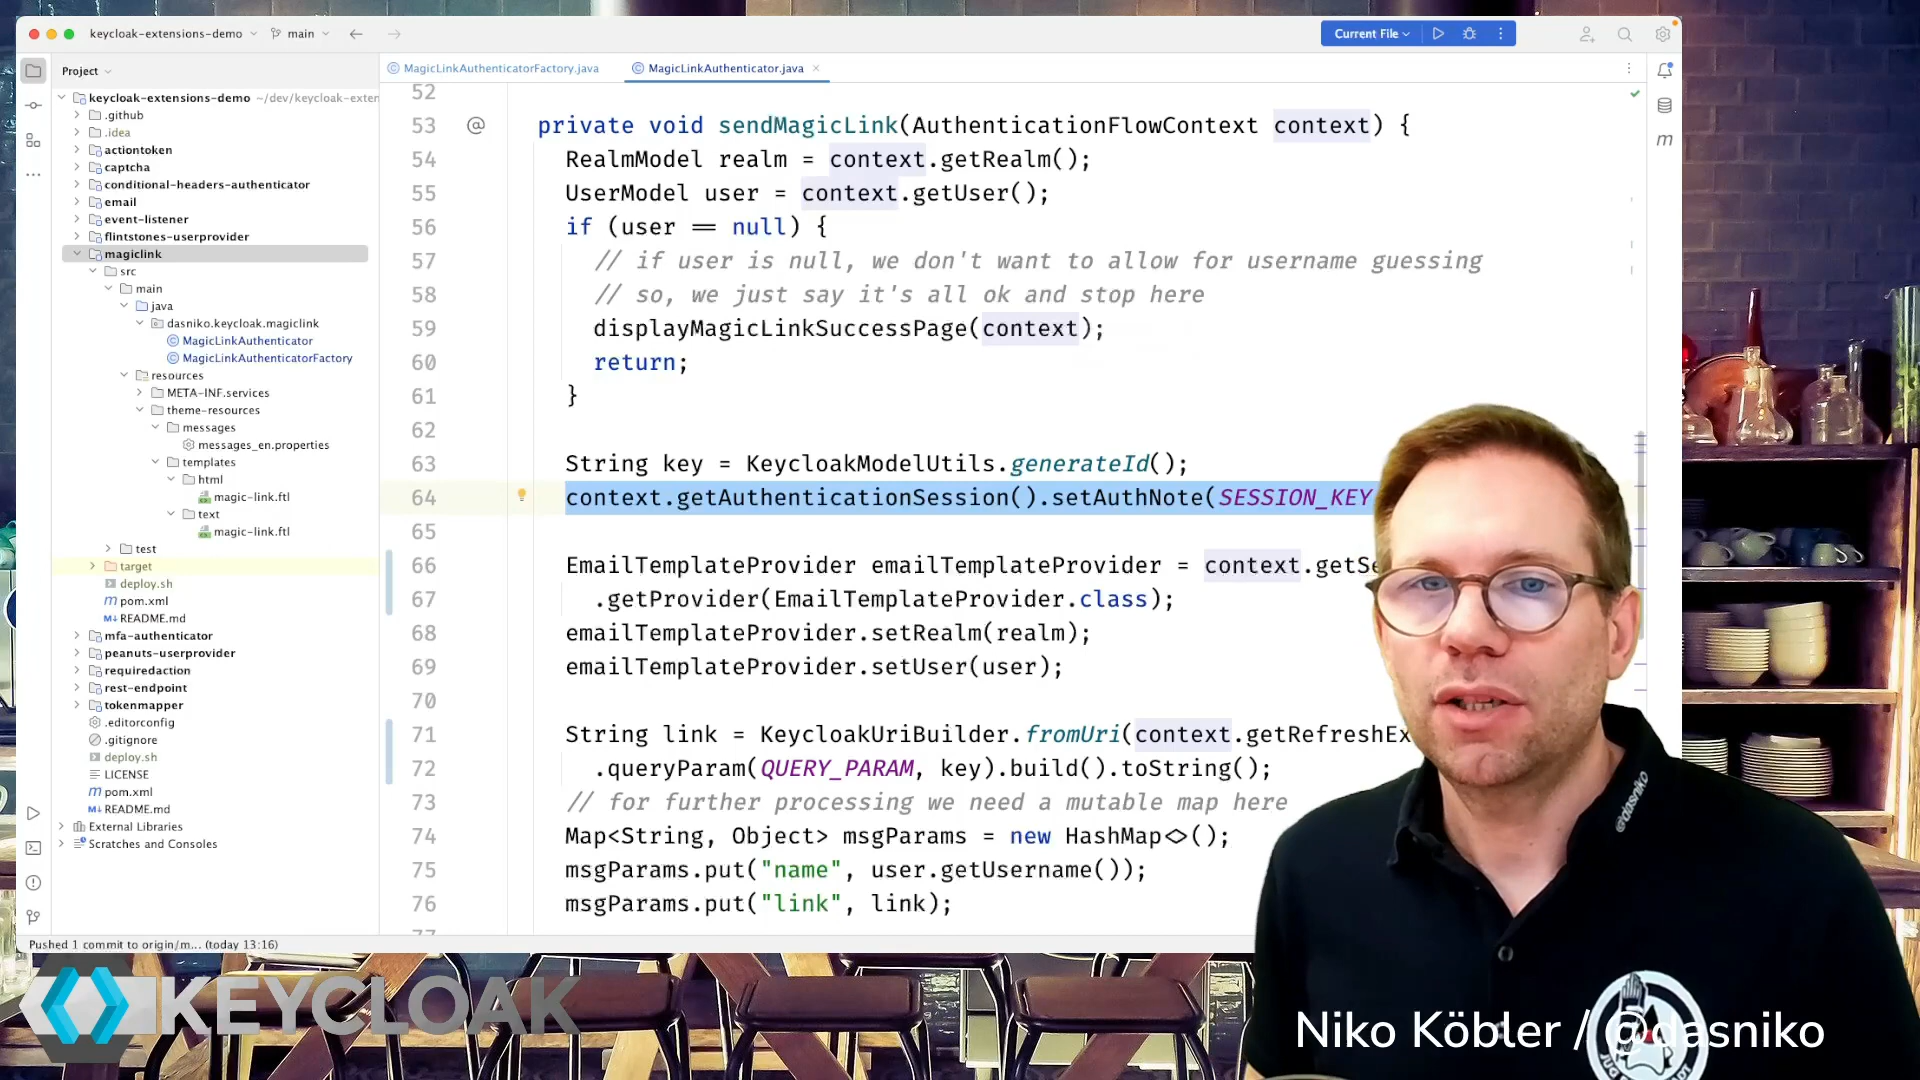 keycloak-extensions-demo
main
Current File
Project
MagicLinkAuthenticatorFactory.java
MagicLinkAuthenticator.java
keycloak-extensions-demo ~/dev/keycloak-exten
.github
.idea
actiontoken
captcha
conditional-headers-authenticator
email
event-listener
flintstones-userprovider
magiclink
src
main
java
dasniko.keycloak.magiclink
MagicLinkAuthenticator
MagicLinkAuthenticatorFactory
resources
META-INF.services
theme-resources
messages
messages_en.properties
templates
html
magic-link.ftl
text
magic-link.ftl
test
target
deploy.sh
pom.xml
README.md
mfa-authenticator
peanuts-userprovider
requiredaction
rest-endpoint
tokenmapper
.editorconfig
.gitignore
deploy.sh
LICENSE
pom.xml
README.md
External Libraries
Scratches and Consoles
52
53 @ private void sendMagicLink(AuthenticationFlowContext context) {
54 RealmModel realm = context.getRealm();
55 UserModel user = context.getUser();
56 if (user == null) {
57 // if user is null, we don't want to allow for username guessing
58 // so, we just say it's all ok and stop here
59 displayMagicLinkSuccessPage(context);
60 return;
61 }
62
63 String key = KeycloakModelUtils.generateId();
64 context.getAuthenticationSession().setAuthNote(SESSION_KEY
65
66 EmailTemplateProvider emailTemplateProvider = context.getSe
67 .getProvider(EmailTemplateProvider.class);
68 emailTemplateProvider.setRealm(realm);
69 emailTemplateProvider.setUser(user);
70
71 String link = KeycloakUriBuilder.fromUri(context.getRefreshEx
72 .queryParam(QUERY_PARAM, key).build().toString();
73 // for further processing we need a mutable map here
74 Map<String, Object> msgParams = new HashMap<>();
75 msgParams.put("name", user.getUsername());
76 msgParams.put("link", link);
77
Pushed 1 commit to origin/m... (today 13:16)
@dasniko
KEYCLOAK
Niko Köbler / @dasniko